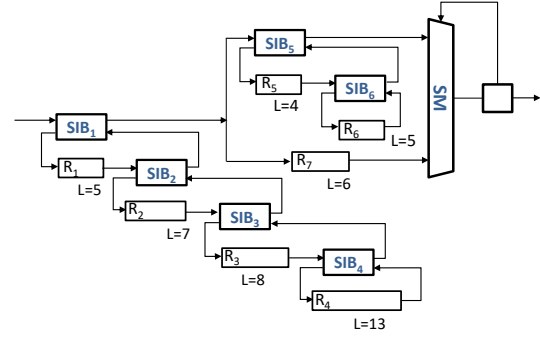 SIB₅
R₅
L=4
SIB₆
R₆
L=5
SM
SIB₁
R₁
L=5
SIB₂
R₂
L=7
R₇
L=6
SIB₃
R₃
L=8
SIB₄
R₄
L=13